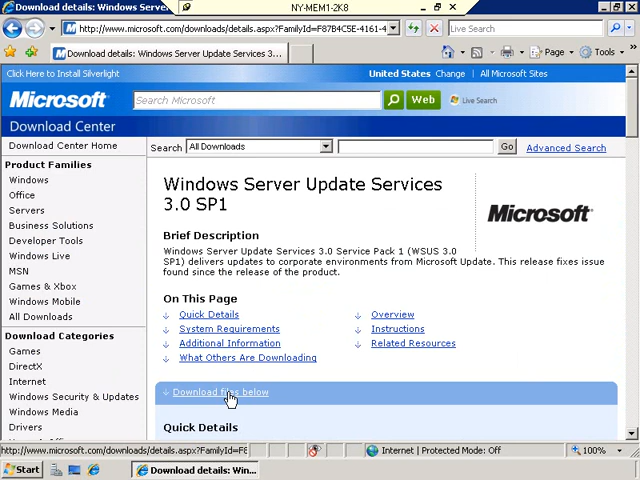 Download details: Windows Serve
NY-MEM1-2K8
http://www.microsoft.com/downloads/details.aspx?FamilyId=F87B4C5E-4161-4
Live Search
Download details: Windows Server Update Services 3....
Page
Tools
Click Here to Install Silverlight
United States Change | All Microsoft Sites
Microsoft
Search Microsoft
Web
Live Search
Download Center
Download Center Home
Search
All Downloads
Go
Advanced Search
Product Families
Windows
Office
Servers
Business Solutions
Developer Tools
Windows Live
MSN
Games & Xbox
Windows Mobile
All Downloads
Download Categories
Games
DirectX
Internet
Windows Security & Updates
Windows Media
Drivers
Windows Server Update Services
3.0 SP1
Microsoft
Brief Description
Windows Server Update Services 3.0 Service Pack 1 (WSUS 3.0
SP1) delivers updates to corporate environments from Microsoft Update. This release fixes issue
found since the release of the product.
On This Page
Quick Details
Overview
System Requirements
Instructions
Additional Information
Related Resources
What Others Are Downloading
Download files below
Quick Details
http://www.microsoft.com/downloads/details.aspx?FamilyId=F8
Internet | Protected Mode: Off
100%
Start
Download details: Win...